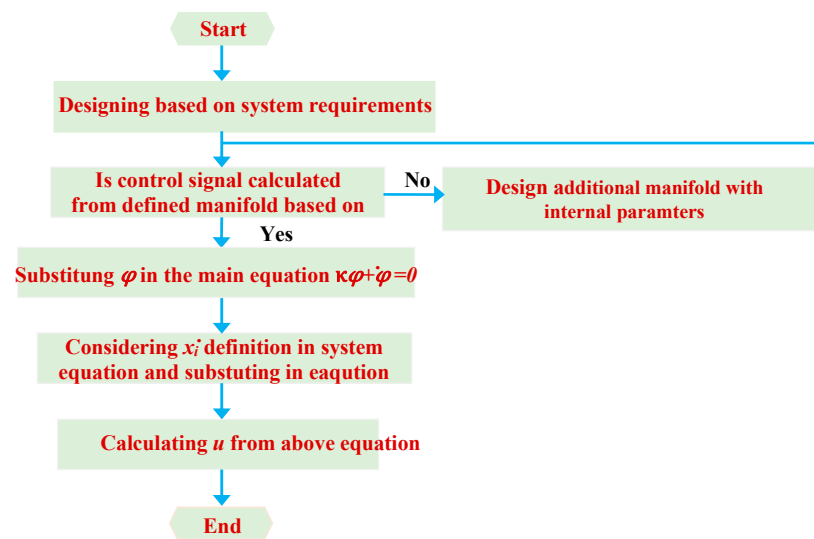 Start
Designing based on system requirements
Is control signal calculated
from defined manifold based on
No
Design additional manifold with
internal paramters
Yes
Substitung φ in the main equation κφ+φ̇=0
Considering ẋᵢ definition in system
equation and substuting in eaqution
Calculating u from above equation
End